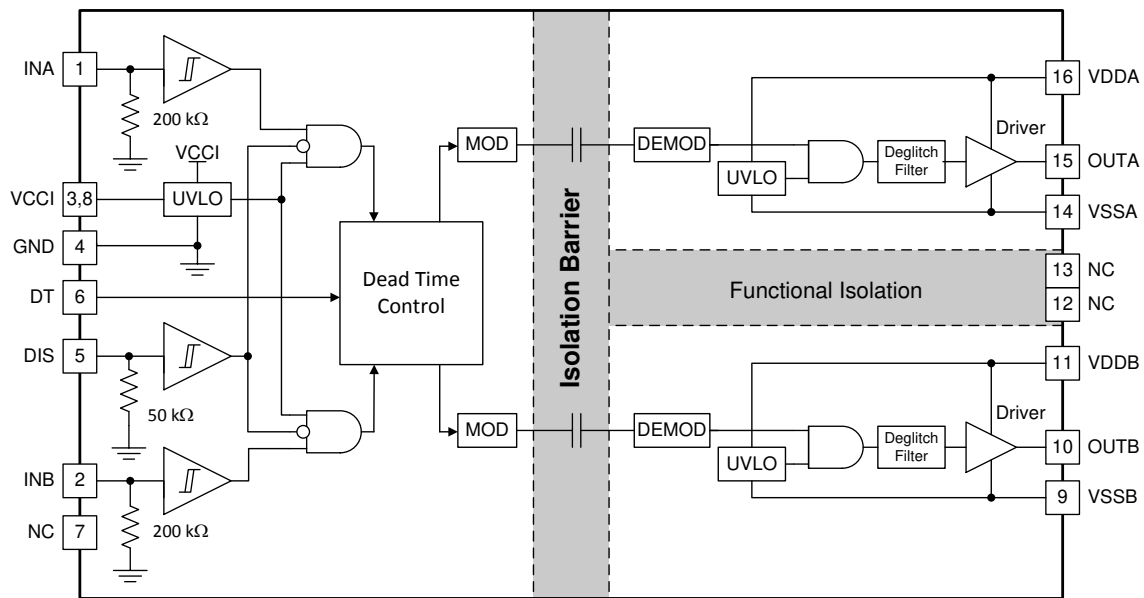 INA
1
200 kΩ
VCCI
VCCI
3,8
UVLO
GND
4
DT
6
DIS
5
50 kΩ
INB
2
NC
7
200 kΩ
Dead Time
Control
MOD
MOD
Isolation Barrier
DEMOD
UVLO
Deglitch
Filter
Driver
16
VDDA
15
OUTA
14
VSSA
Functional Isolation
13
NC
12
NC
DEMOD
UVLO
Deglitch
Filter
Driver
11
VDDB
10
OUTB
9
VSSB